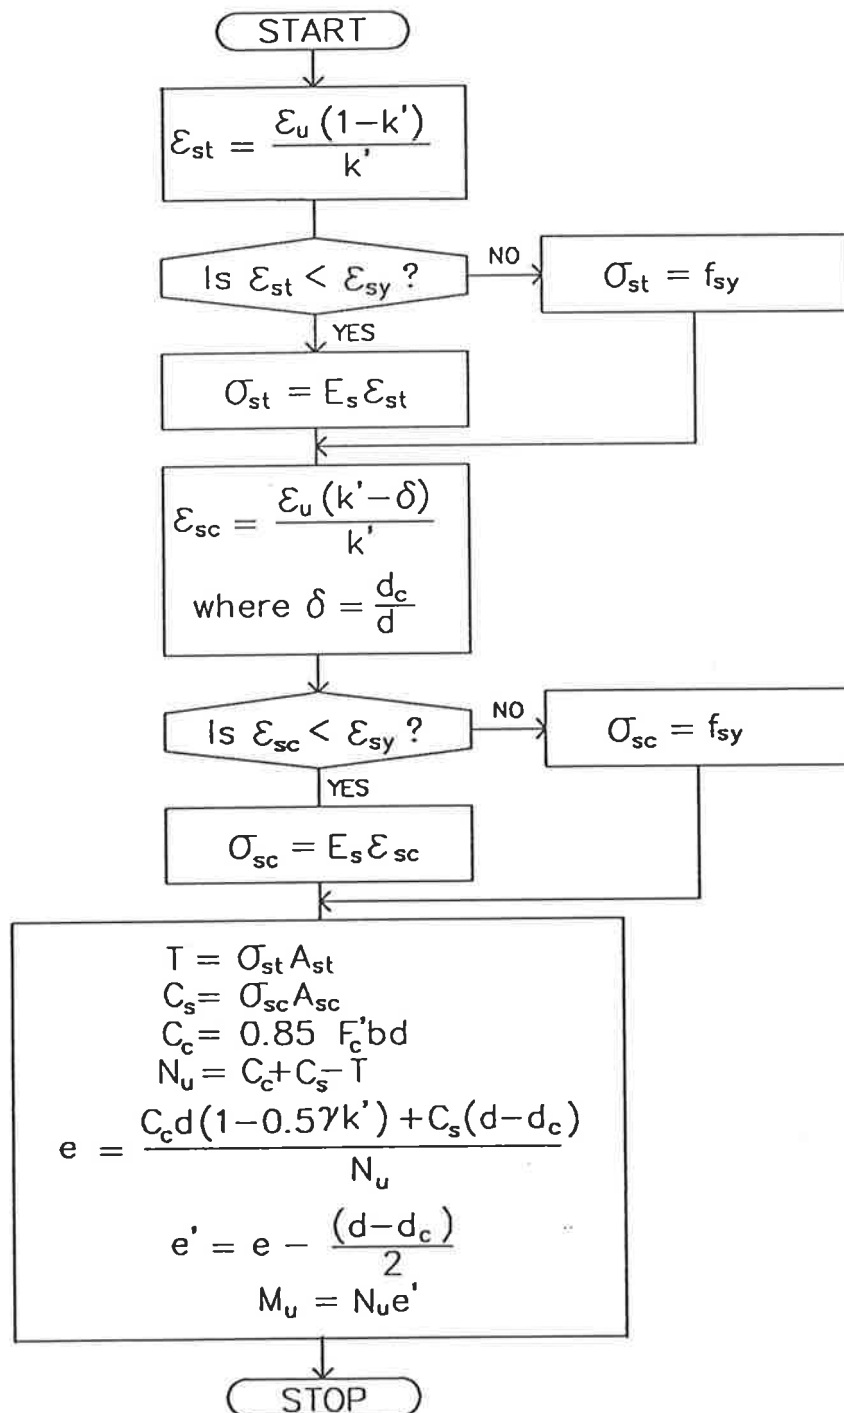 START
ε_st = ε_u (1−k') / k'
Is ε_st < ε_sy ?
NO
σ_st = f_sy
YES
σ_st = E_s ε_st
ε_sc = ε_u (k'−δ) / k'
where δ = d_c / d
Is ε_sc < ε_sy ?
NO
σ_sc = f_sy
YES
σ_sc = E_s ε_sc
T = σ_st A_st
C_s = σ_sc A_sc
C_c = 0.85 F'_c bd
N_u = C_c + C_s − T
e = C_c d(1−0.5γk') + C_s (d−d_c) / N_u
e' = e − (d−d_c) / 2
M_u = N_u e'
STOP